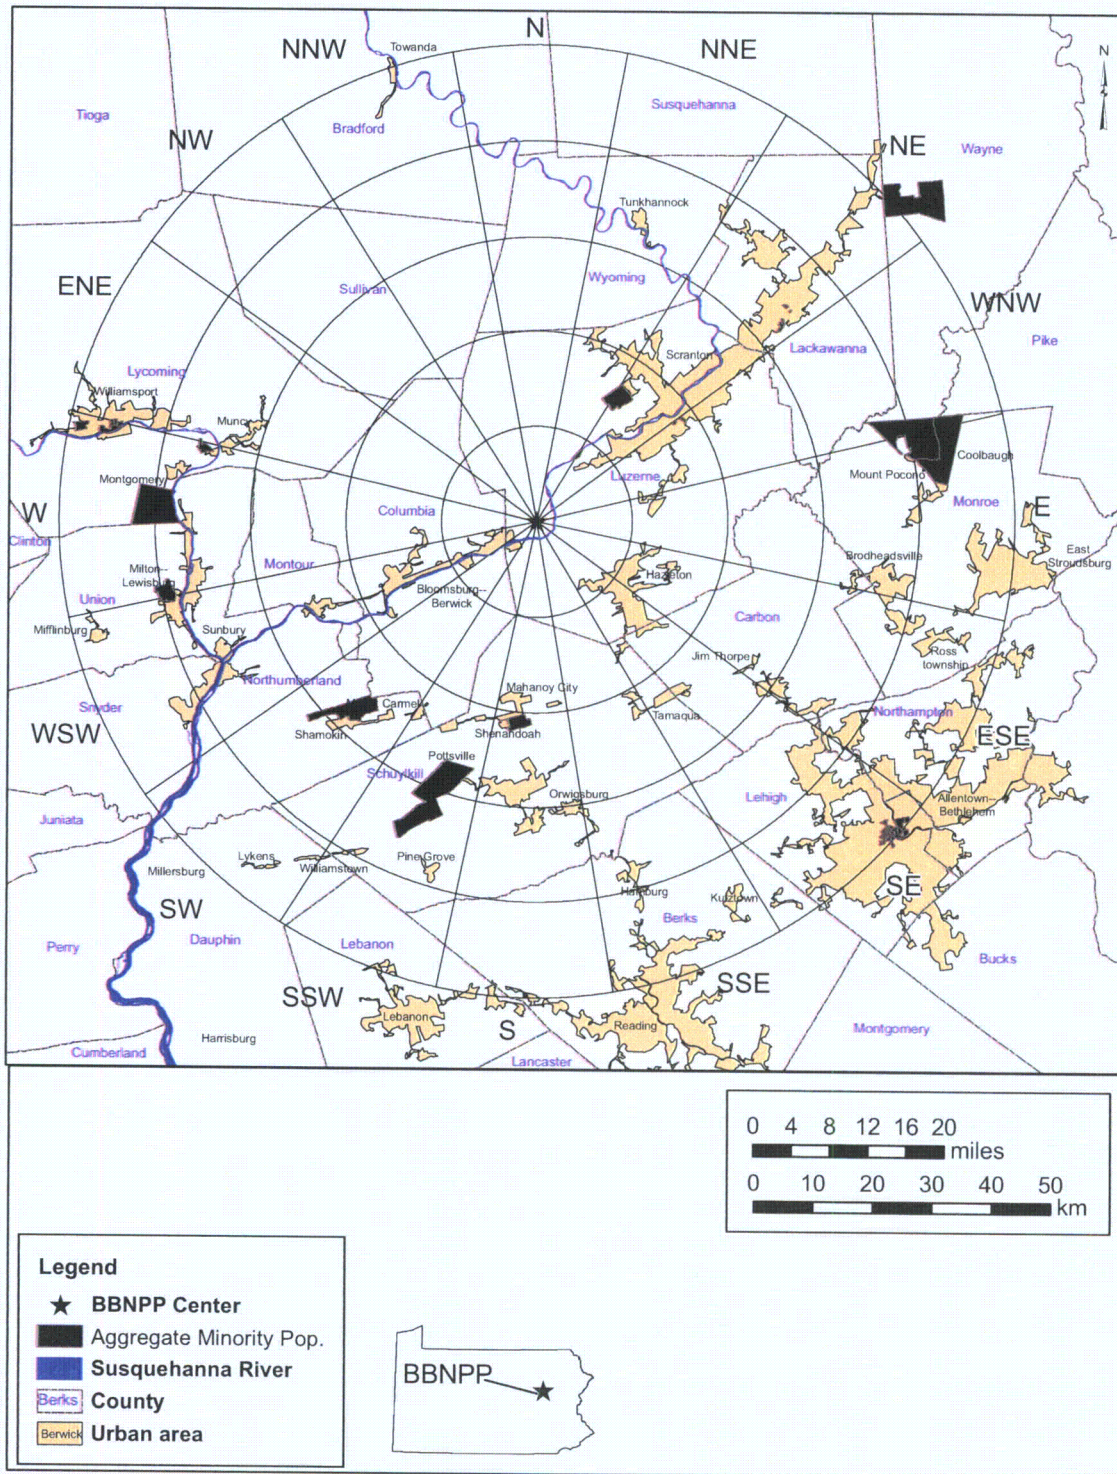 N
NNW
Towanda
NNE
N
Susquehanna
Tioga
Bradford
NW
NE
Wayne
Tunkhannock
Wyoming
ENE
Sullivan
WNW
Pike
Scranton
Lackawanna
Lycoming
Williamsport
Muncy
Coolbaugh
Mount Pocono
Luzerne
Montgomery
Monroe
W
Columbia
E
Clinton
East
Stroudsburg
Brodheadsville
Montour
Milton--
Lewisburg
Hazleton
Bloomsburg--
Berwick
Union
Carbon
Mifflinburg
Sunbury
Ross
township
Jim Thorpe
Northumberland
Mahanoy City
Snyder
Carmel
Tamaqua
Northampton
WSW
Shamokin
Shenandoah
ESE
Pottsville
Schuylkill
Orwigsburg
Lehigh
Allentown--
Bethlehem
Juniata
Lykens
Williamstown
Pine Grove
Millersburg
SE
Hamburg
Kutztown
SW
Berks
Perry
Dauphin
Lebanon
Bucks
SSW
SSE
Lebanon
S
Reading
Montgomery
Harrisburg
Cumberland
Lancaster
0 4 8 12 16 20
miles
0 10 20 30 40 50
km
Legend
BBNPP Center
Aggregate Minority Pop.
Susquehanna River
Berks County
Berwick Urban area
BBNPP